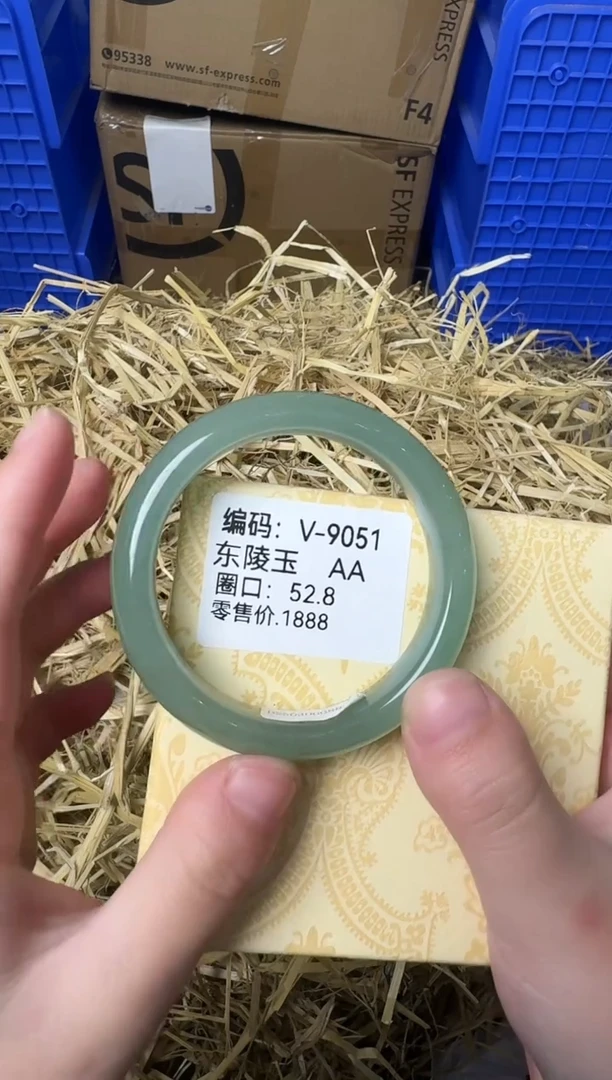 95338 www.sf-express.com
EXPRESS
F4
SF
SF EXPRESS
编码：V-9051
东陵玉 AA
圈口：52.8
零售价.1888